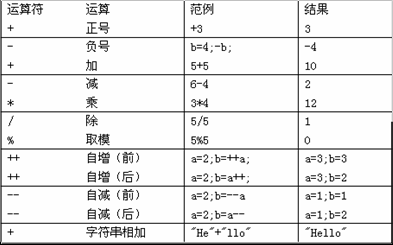 运算符 运算 范例 结果
+ 正号 +3 3
- 负号 b=4;-b; -4
+ 加 5+5 10
- 减 6-4 2
* 乘 3*4 12
/ 除 5/5 1
% 取模 5%5 0
++ 自增（前） a=2;b=++a; a=3;b=3
++ 自增（后） a=2;b=a++; a=3;b=2
-- 自减（前） a=2;b=--a a=1;b=1
-- 自减（后） a=2;b=a-- a=1;b=2
+ 字符串相加 "He"+"llo" "Hello"